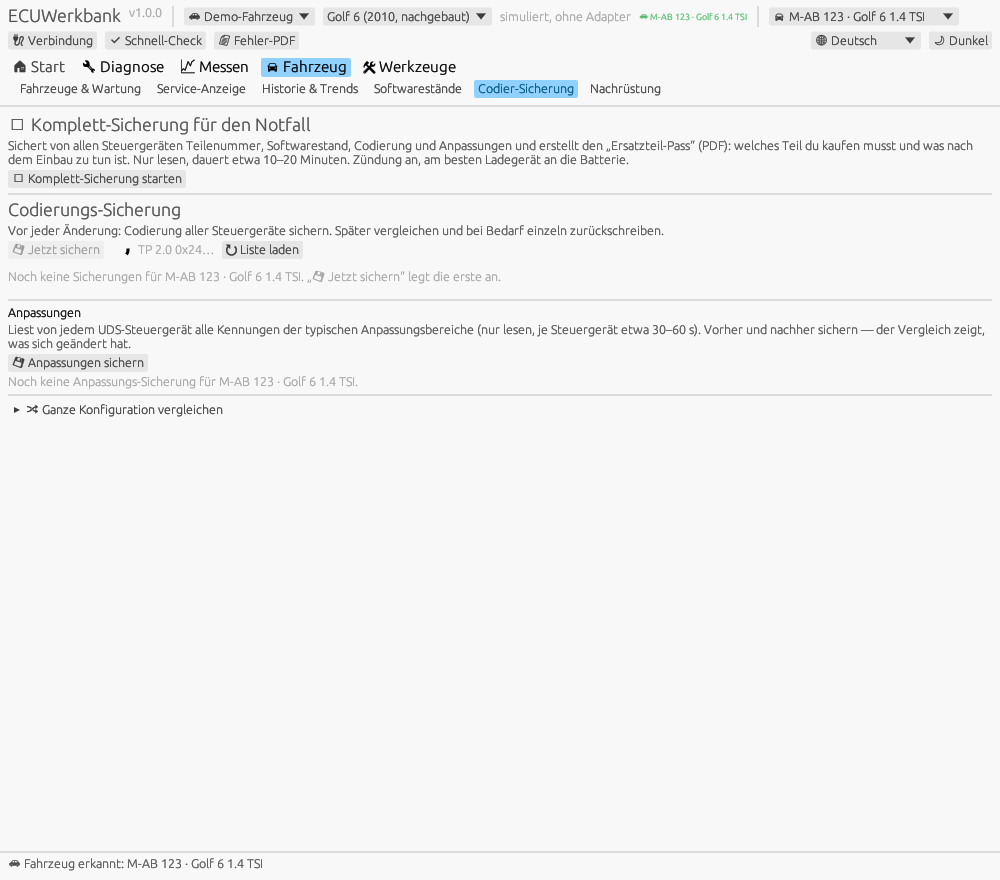 ECUWerkbank v1.0.0 Demo-Fahrzeug Golf 6 (2010, nachgebaut) simuliert, ohne Adapter M-AB 123 · Golf 6 1.4 TSI M-AB 123 · Golf 6 1.4 TSI
Verbindung Schnell-Check Fehler-PDF Deutsch Dunkel
Start Diagnose Messen Fahrzeug Werkzeuge
Fahrzeuge & Wartung Service-Anzeige Historie & Trends Softwarestände Codier-Sicherung Nachrüstung
Komplett-Sicherung für den Notfall
Sichert von allen Steuergeräten Teilenummer, Softwarestand, Codierung und Anpassungen und erstellt den „Ersatzteil-Pass“ (PDF): welches Teil du kaufen musst und was nach
dem Einbau zu tun ist. Nur lesen, dauert etwa 10–20 Minuten. Zündung an, am besten Ladegerät an die Batterie.
Komplett-Sicherung starten
Codierungs-Sicherung
Vor jeder Änderung: Codierung aller Steuergeräte sichern. Später vergleichen und bei Bedarf einzeln zurückschreiben.
Jetzt sichern TP 2.0 0x24… Liste laden
Noch keine Sicherungen für M-AB 123 · Golf 6 1.4 TSI. „ Jetzt sichern“ legt die erste an.
Anpassungen
Liest von jedem UDS-Steuergerät alle Kennungen der typischen Anpassungsbereiche (nur lesen, je Steuergerät etwa 30–60 s). Vorher und nachher sichern — der Vergleich zeigt,
was sich geändert hat.
Anpassungen sichern
Noch keine Anpassungs-Sicherung für M-AB 123 · Golf 6 1.4 TSI.
Ganze Konfiguration vergleichen
Fahrzeug erkannt: M-AB 123 · Golf 6 1.4 TSI